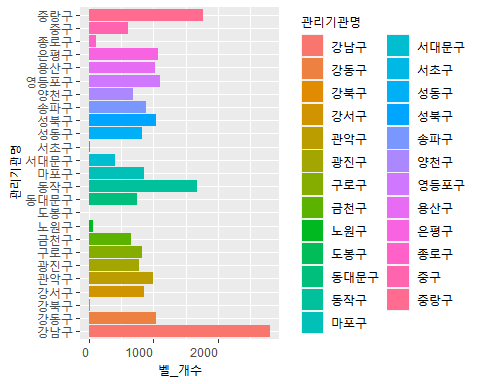 관리기관명
중랑구
중구
종로구
은평구
용산구
영등포구
양천구
송파구
성북구
성동구
서초구
서대문구
마포구
동작구
동대문구
도봉구
노원구
금천구
구로구
광진구
관악구
강서구
강북구
강동구
강남구
0
1000
2000
벨_개수
관리기관명
강남구
강동구
강북구
강서구
관악구
광진구
구로구
금천구
노원구
도봉구
동대문구
동작구
마포구
서대문구
서초구
성동구
성북구
송파구
양천구
영등포구
용산구
은평구
종로구
중구
중랑구